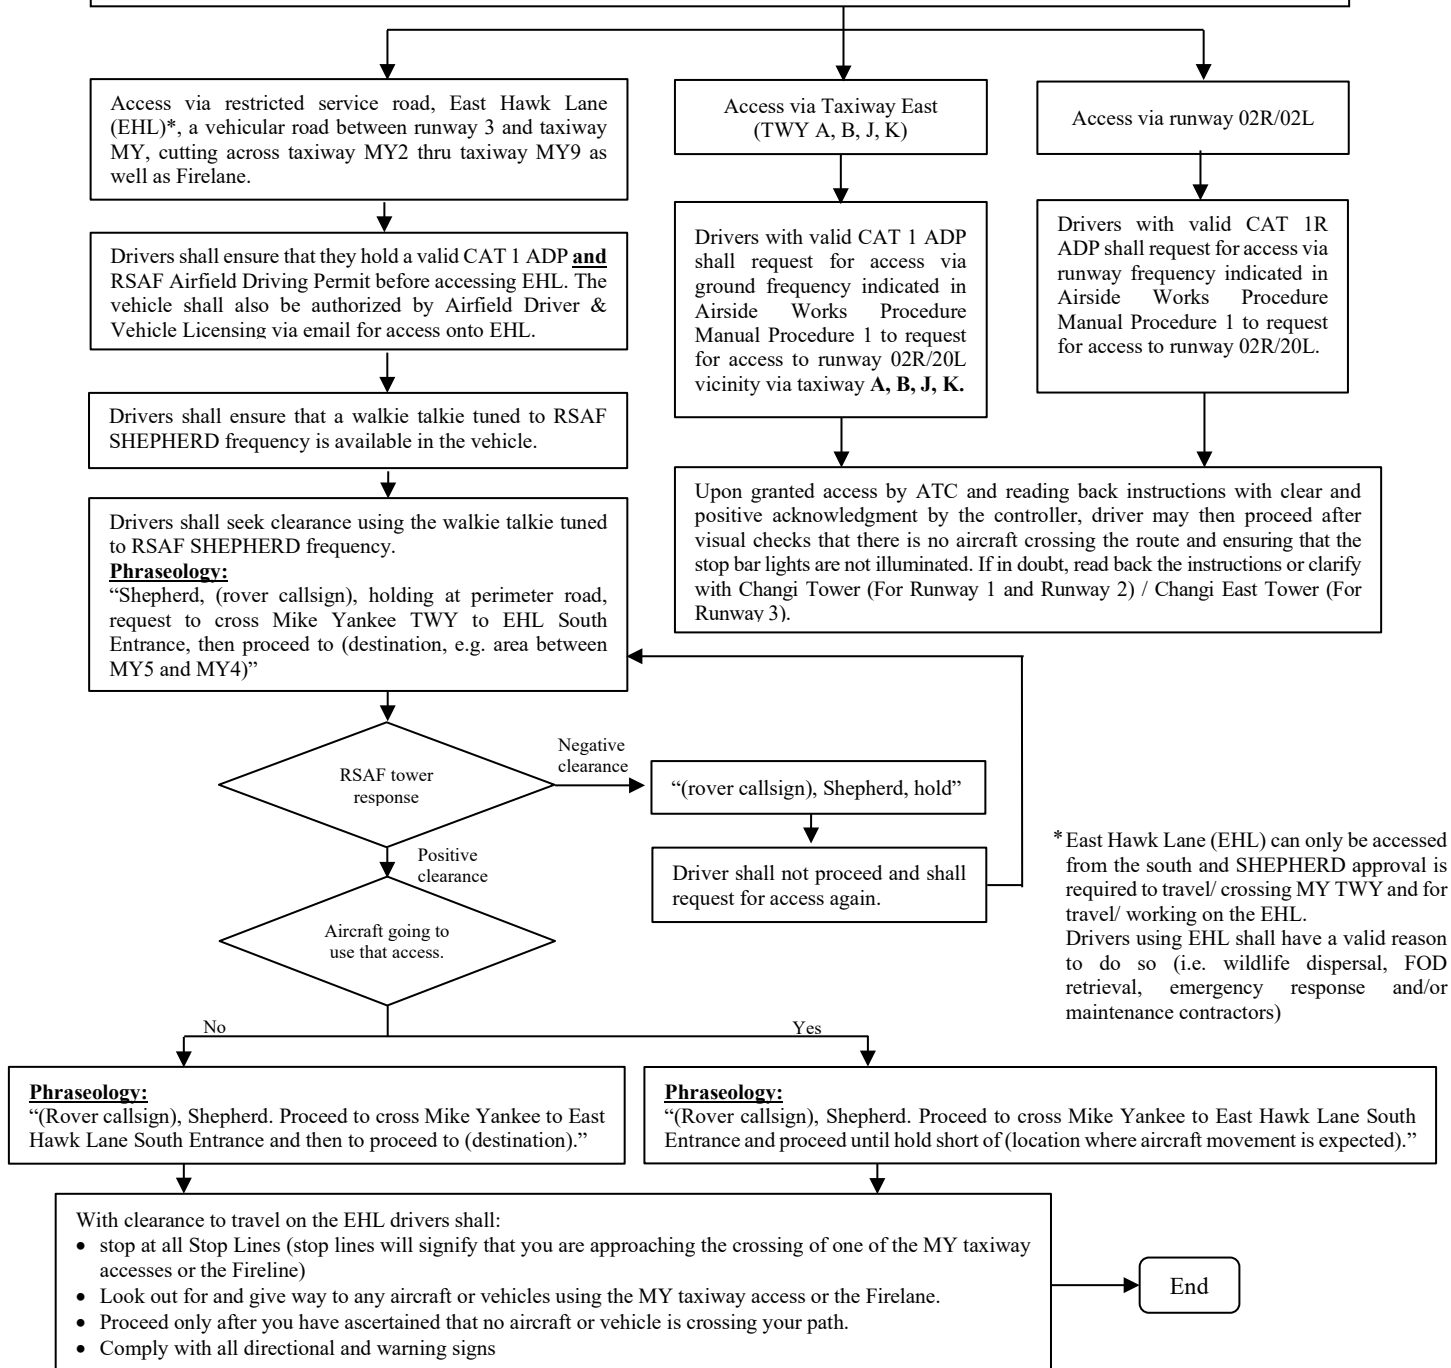 Access via restricted service road, East Hawk Lane
(EHL)*, a vehicular road between runway 3 and taxiway
MY, cutting across taxiway MY2 thru taxiway MY9 as
well as Firelane.
Access via Taxiway East
(TWY A, B, J, K)
Access via runway 02R/02L
Drivers shall ensure that they hold a valid CAT 1 ADP and
RSAF Airfield Driving Permit before accessing EHL. The
vehicle shall also be authorized by Airfield Driver &
Vehicle Licensing via email for access onto EHL.
Drivers with valid CAT 1 ADP
shall request for access via
ground frequency indicated in
Airside Works Procedure
Manual Procedure 1 to request
for access to runway 02R/20L
vicinity via taxiway A, B, J, K.
Drivers with valid CAT 1R
ADP shall request for access via
runway frequency indicated in
Airside Works Procedure
Manual Procedure 1 to request
for access to runway 02R/20L.
Drivers shall ensure that a walkie talkie tuned to RSAF
SHEPHERD frequency is available in the vehicle.
Drivers shall seek clearance using the walkie talkie tuned
to RSAF SHEPHERD frequency.
Phraseology:
“Shepherd, (rover callsign), holding at perimeter road,
request to cross Mike Yankee TWY to EHL South
Entrance, then proceed to (destination, e.g. area between
MY5 and MY4)”
Upon granted access by ATC and reading back instructions with clear and
positive acknowledgment by the controller, driver may then proceed after
visual checks that there is no aircraft crossing the route and ensuring that the
stop bar lights are not illuminated. If in doubt, read back the instructions or clarify
with Changi Tower (For Runway 1 and Runway 2) / Changi East Tower (For
Runway 3).
RSAF tower
response
Negative
clearance
“(rover callsign), Shepherd, hold”
Driver shall not proceed and shall
request for access again.
Positive
clearance
Aircraft going to
use that access.
*East Hawk Lane (EHL) can only be accessed
from the south and SHEPHERD approval is
required to travel/ crossing MY TWY and for
travel/ working on the EHL.
Drivers using EHL shall have a valid reason
to do so (i.e. wildlife dispersal, FOD
retrieval, emergency response and/or
maintenance contractors)
No
Yes
Phraseology:
“(Rover callsign), Shepherd. Proceed to cross Mike Yankee to East
Hawk Lane South Entrance and then to proceed to (destination).”
Phraseology:
“(Rover callsign), Shepherd. Proceed to cross Mike Yankee to East Hawk Lane South
Entrance and proceed until hold short of (location where aircraft movement is expected).”
With clearance to travel on the EHL drivers shall:
• stop at all Stop Lines (stop lines will signify that you are approaching the crossing of one of the MY taxiway
accesses or the Fireline)
• Look out for and give way to any aircraft or vehicles using the MY taxiway access or the Firelane.
• Proceed only after you have ascertained that no aircraft or vehicle is crossing your path.
• Comply with all directional and warning signs
End